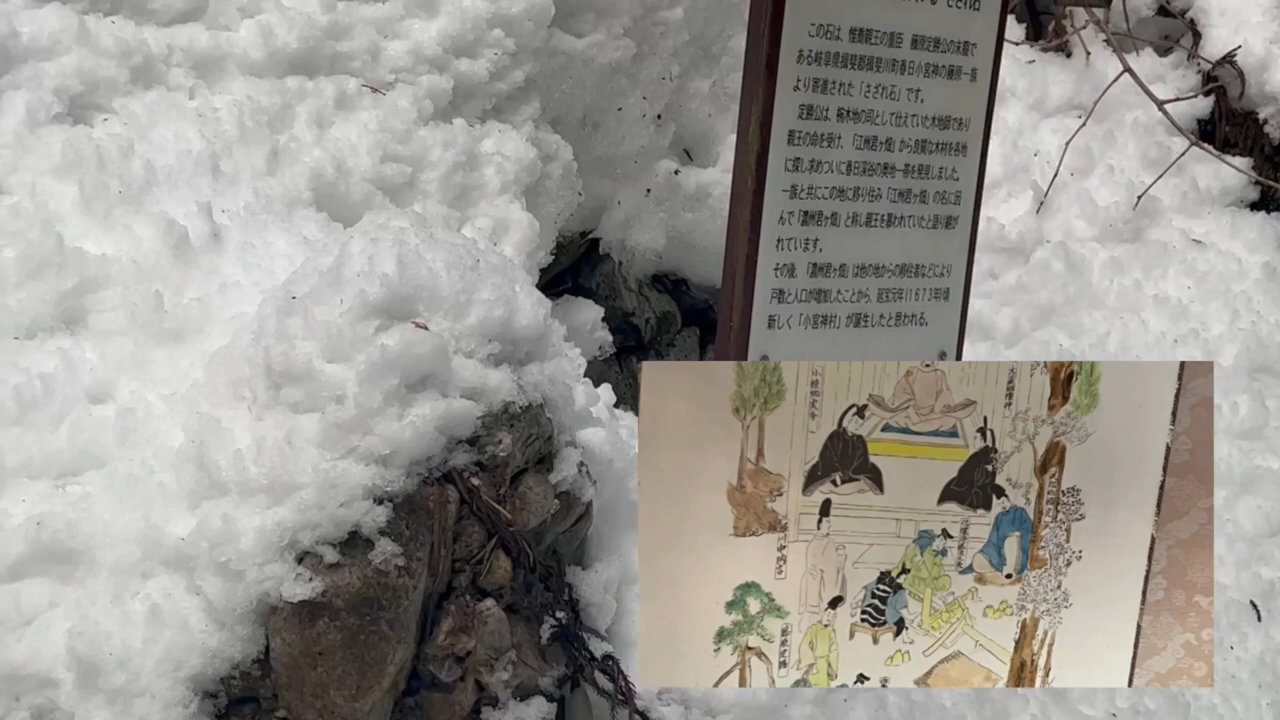 さざれ石
この石は、惟喬親王の重臣 藤原定勝公の末裔で
ある岐阜県揖斐郡揖斐川町春日小宮神の藤原一族
より寄進された「さざれ石」です。
定勝公は、椀木地の司として仕えていた木地師であり
親王の命を受け、「江州君ヶ畑」から良質な木材を各地
に探し求めついに春日渓谷の奥地一帯を発見しました。
一族と共にこの地に移り住み「江州君ヶ畑」の名に因
んで「濃州君ヶ畑」と称し親王を慕われていたと語り継が
れています。
その後、「濃州君ヶ畑」は他の地からの移住者などにより
戸数と人口が増加したことから、延宝元年(1673年)頃
新しく「小宮神村」が誕生したと思われる。